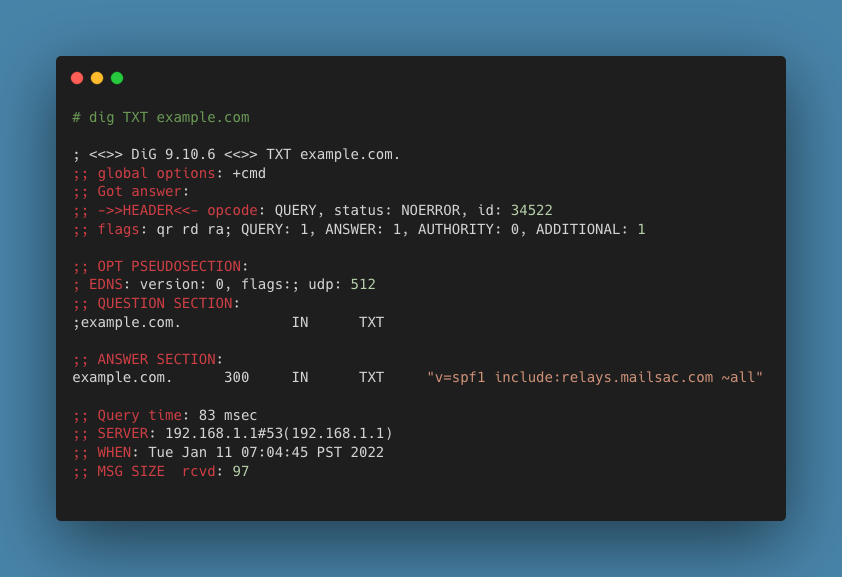 # dig TXT example.com
; <<>> DiG 9.10.6 <<>> TXT example.com.
;; global options: +cmd
;; Got answer:
;; ->>HEADER<<- opcode: QUERY, status: NOERROR, id: 34522
;; flags: qr rd ra; QUERY: 1, ANSWER: 1, AUTHORITY: 0, ADDITIONAL: 1
;; OPT PSEUDOSECTION:
; EDNS: version: 0, flags:; udp: 512
;; QUESTION SECTION:
;example.com. IN TXT
;; ANSWER SECTION:
example.com. 300 IN TXT "v=spf1 include:relays.mailsac.com ~all"
;; Query time: 83 msec
;; SERVER: 192.168.1.1#53(192.168.1.1)
;; WHEN: Tue Jan 11 07:04:45 PST 2022
;; MSG SIZE  rcvd: 97